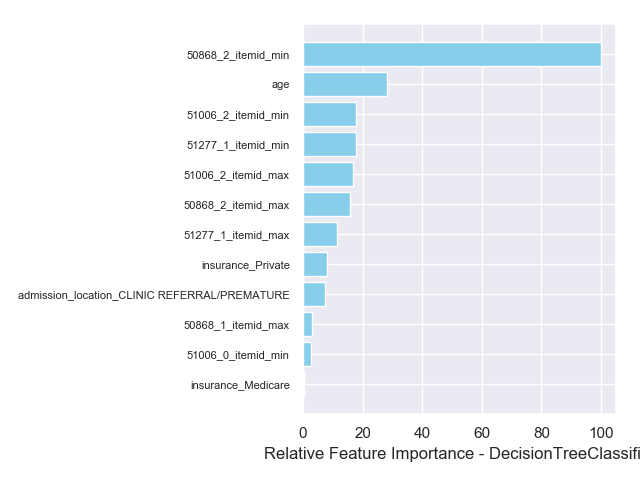 50868_2_itemid_min
age
51006_2_itemid_min
51277_1_itemid_min
51006_2_itemid_max
50868_2_itemid_max
51277_1_itemid_max
insurance_Private
admission_location_CLINIC REFERRAL/PREMATURE
50868_1_itemid_max
51006_0_itemid_min
insurance_Medicare
0 20 40 60 80 100
Relative Feature Importance - DecisionTreeClassifi